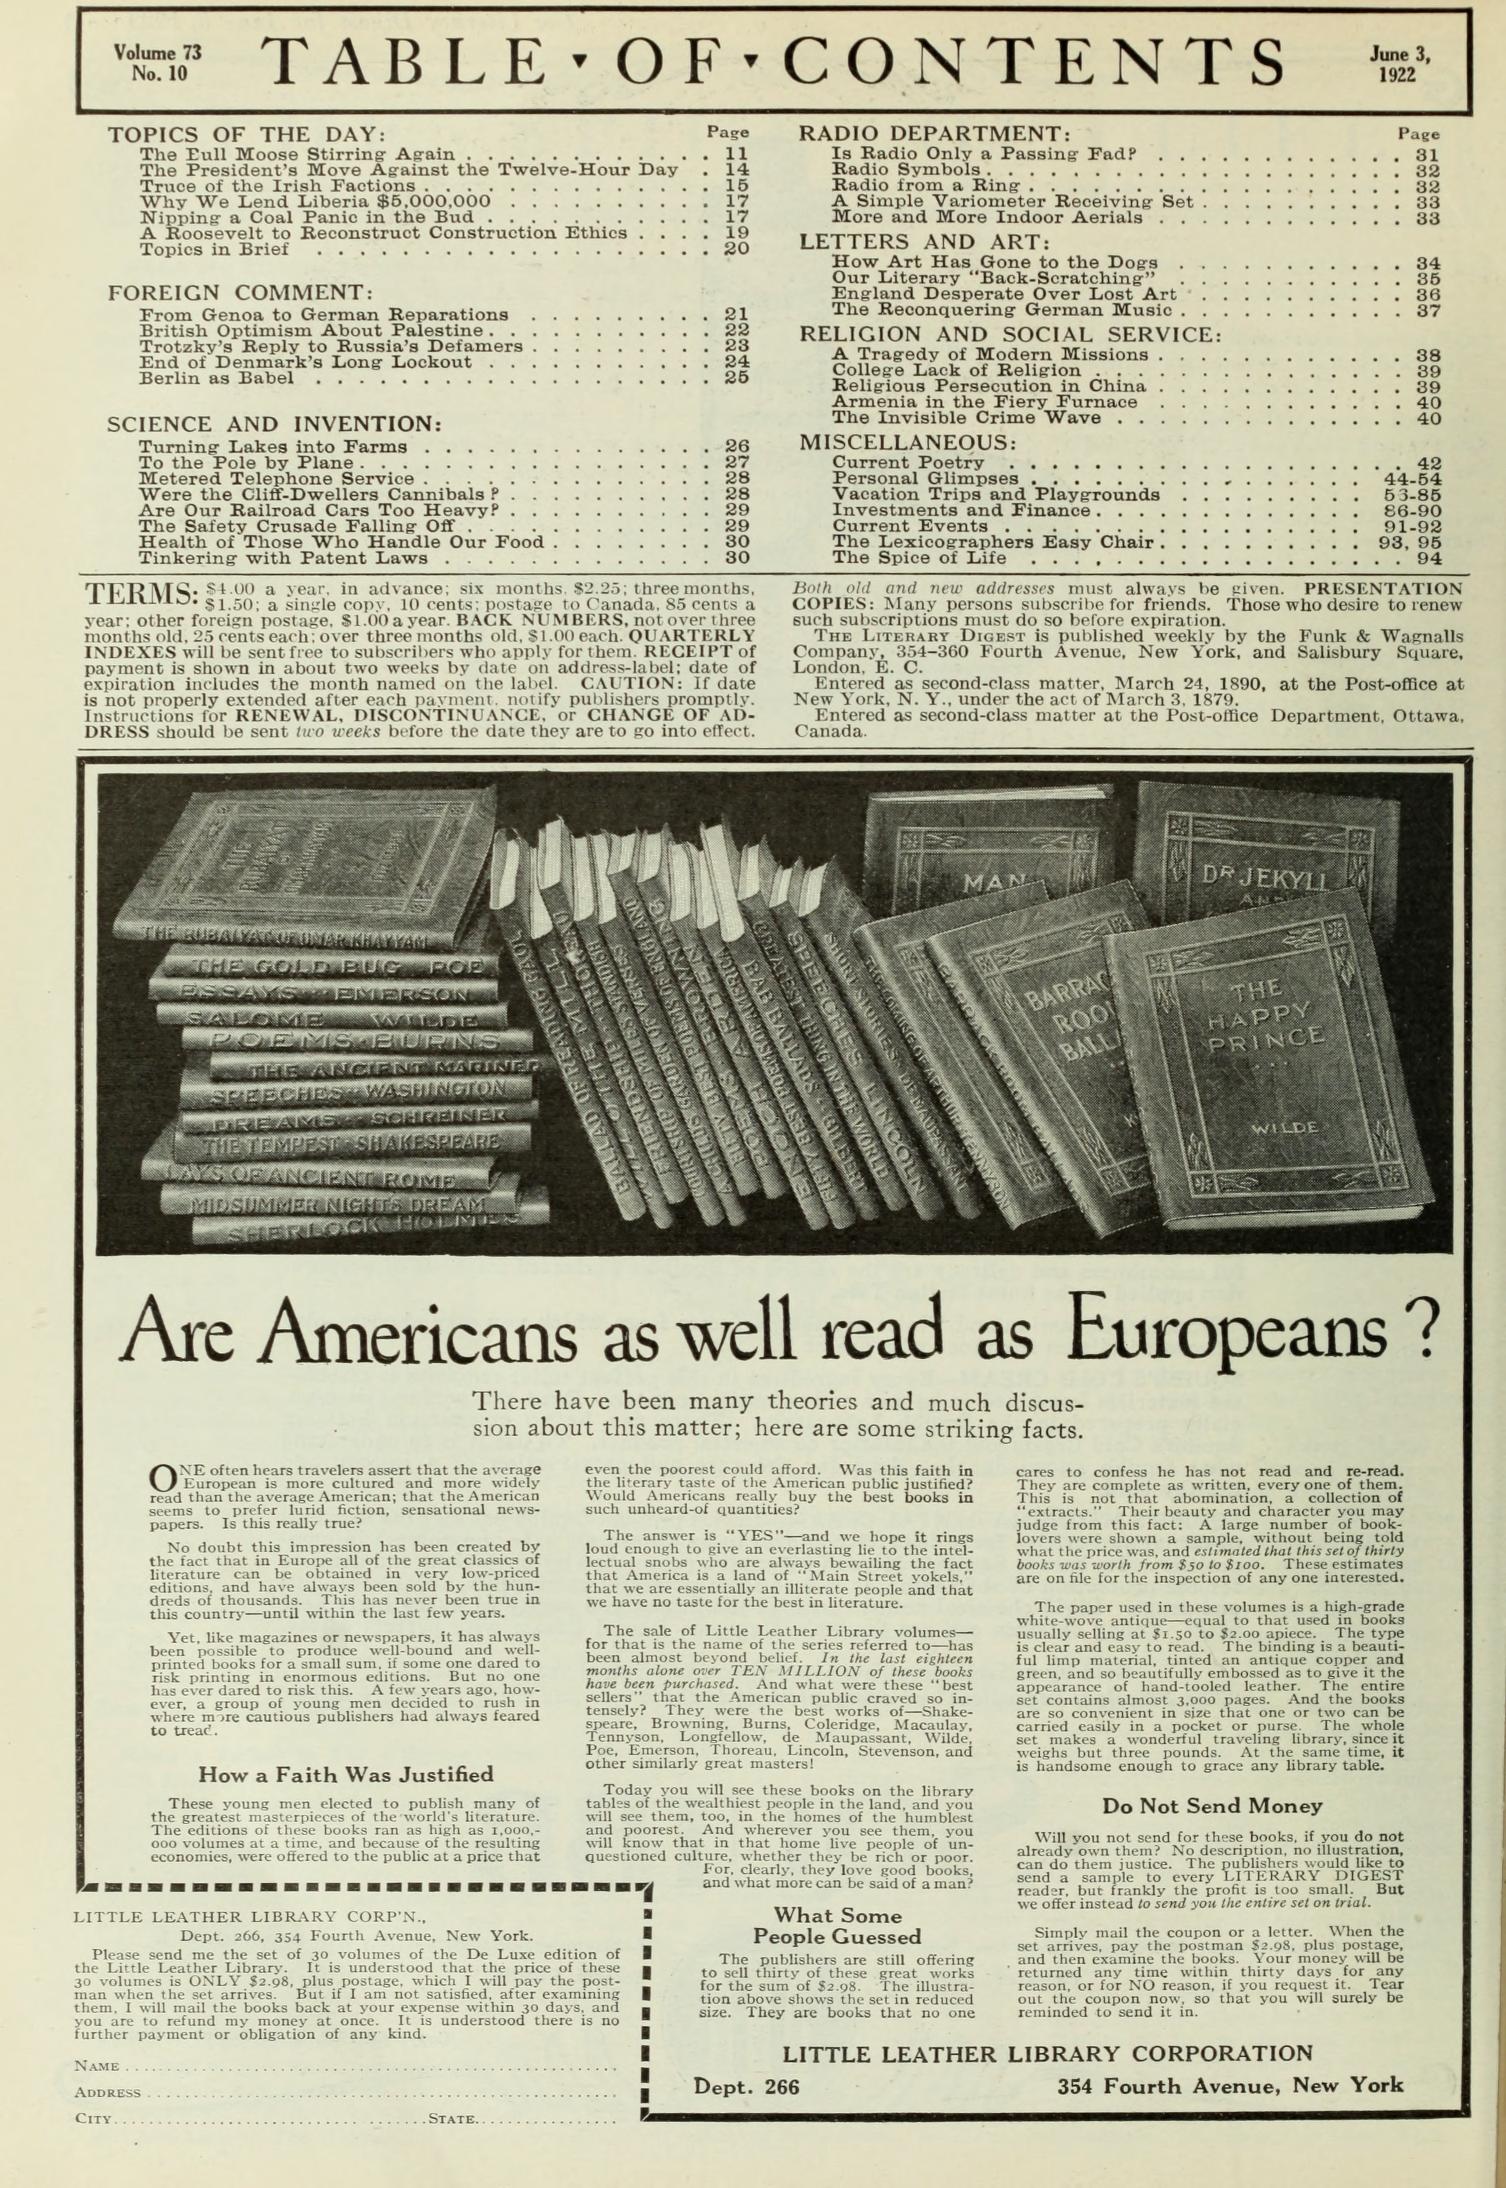 Volume 73
No. 10
TABLE ▾ OF ▾ CONTENTS
June 3,
1922
TOPICS OF THE DAY: Page
The Bull Moose Stirring Again . . . . . . . . . . . . 11
The President's Move Against the Twelve-Hour Day . 14
Truce of the Irish Factions . . . . . . . . . . . . . . 15
Why We Lend Liberia $5,000,000 . . . . . . . . . . 17
Nipping a Coal Panic in the Bud . . . . . . . . . . . 17
A Roosevelt to Reconstruct Construction Ethics . . . . 19
Topics in Brief . . . . . . . . . . . . . . . . . . . 20
FOREIGN COMMENT:
From Genoa to German Reparations . . . . . . . . . 21
British Optimism About Palestine . . . . . . . . . . . 22
Trotzky's Reply to Russia's Defamers . . . . . . . . . 23
End of Denmark's Long Lockout . . . . . . . . . . . 24
Berlin as Babel . . . . . . . . . . . . . . . . . . . 25
SCIENCE AND INVENTION:
Turning Lakes into Farms . . . . . . . . . . . . . . 26
To the Pole by Plane . . . . . . . . . . . . . . . . . 27
Metered Telephone Service . . . . . . . . . . . . . . 28
Were the Cliff-Dwellers Cannibals? . . . . . . . . . . 28
Are Our Railroad Cars Too Heavy? . . . . . . . . . . 29
The Safety Crusade Falling Off . . . . . . . . . . . . 29
Health of Those Who Handle Our Food . . . . . . . . 30
Tinkering with Patent Laws . . . . . . . . . . . . . 30
RADIO DEPARTMENT: Page
Is Radio Only a Passing Fad? . . . . . . . . . . . . 31
Radio Symbols . . . . . . . . . . . . . . . . . . . . 32
Radio from a Ring . . . . . . . . . . . . . . . . . . 32
A Simple Variometer Receiving Set . . . . . . . . . . 33
More and More Indoor Aerials . . . . . . . . . . . . 33
LETTERS AND ART:
How Art Has Gone to the Dogs . . . . . . . . . . . 34
Our Literary "Back-Scratching" . . . . . . . . . . . 35
England Desperate Over Lost Art . . . . . . . . . . 36
The Reconquering German Music . . . . . . . . . . . 37
RELIGION AND SOCIAL SERVICE:
A Tragedy of Modern Missions . . . . . . . . . . . . 38
College Lack of Religion . . . . . . . . . . . . . . . 39
Religious Persecution in China . . . . . . . . . . . . 39
Armenia in the Fiery Furnace . . . . . . . . . . . . 40
The Invisible Crime Wave . . . . . . . . . . . . . . 40
MISCELLANEOUS:
Current Poetry . . . . . . . . . . . . . . . . . . . 42
Personal Glimpses . . . . . . . . . . . . . . . . 44-54
Vacation Trips and Playgrounds . . . . . . . . . 53-85
Investments and Finance . . . . . . . . . . . . . 86-90
Current Events . . . . . . . . . . . . . . . . . 91-92
The Lexicographers Easy Chair . . . . . . . . . . 93, 95
The Spice of Life . . . . . . . . . . . . . . . . . . 94
TERMS: $4.00 a year, in advance; six months, $2.25; three months,
$1.50; a single copy, 10 cents; postage to Canada, 85 cents a
year; other foreign postage, $1.00 a year. BACK NUMBERS, not over three
months old, 25 cents each; over three months old, $1.00 each. QUARTERLY
INDEXES will be sent free to subscribers who apply for them. RECEIPT of
payment is shown in about two weeks by date on address-label; date of
expiration includes the month named on the label. CAUTION: If date
is not properly extended after each payment, notify publishers promptly.
Instructions for RENEWAL, DISCONTINUANCE, or CHANGE OF AD-
DRESS should be sent two weeks before the date they are to go into effect.
Both old and new addresses must always be given. PRESENTATION
COPIES: Many persons subscribe for friends. Those who desire to renew
such subscriptions must do so before expiration.
THE LITERARY DIGEST is published weekly by the Funk & Wagnalls
Company, 354-360 Fourth Avenue, New York, and Salisbury Square,
London, E. C.
Entered as second-class matter, March 24, 1890, at the Post-office at
New York, N. Y., under the act of March 3, 1879.
Entered as second-class matter at the Post-office Department, Ottawa,
Canada.
THE RUBAIYAT OF OMAR KHAYYAM
THE GOLD BUG POE
ESSAYS EMERSON
SALOME WILDE
POEMS · BURNS
THE ANCIENT MARINER
SPEECHES · WASHINGTON
DREAMS · SCHREINER
THE TEMPEST · SHAKESPEARE
LAYS OF ANCIENT ROME
MIDSUMMER NIGHTS DREAM
SHERLOCK HOLMES
BALLAD OF READING GAOL
BAB BALLADS
GREATEST THING IN THE WORLD
SPEECHES LINCOLN
SHORT STORIES DE MAUPASSANT
THE COMING OF ARTHUR TENNYSON
MAN
DR JEKYLL
AND
BARRAC
ROO
BALL
THE
HAPPY
PRINCE
WILDE
Are Americans as well read as Europeans?
There have been many theories and much discus-
sion about this matter; here are some striking facts.
ONE often hears travelers assert that the average
European is more cultured and more widely
read than the average American; that the American
seems to prefer lurid fiction, sensational news-
papers. Is this really true?
No doubt this impression has been created by
the fact that in Europe all of the great classics of
literature can be obtained in very low-priced
editions, and have always been sold by the hun-
dreds of thousands. This has never been true in
this country—until within the last few years.
Yet, like magazines or newspapers, it has always
been possible to produce well-bound and well-
printed books for a small sum, if some one dared to
risk printing in enormous editions. But no one
has ever dared to risk this. A few years ago, how-
ever, a group of young men decided to rush in
where more cautious publishers had always feared
to tread.
How a Faith Was Justified
These young men elected to publish many of
the greatest masterpieces of the world's literature.
The editions of these books ran as high as 1,000,-
000 volumes at a time, and because of the resulting
economies, were offered to the public at a price that
even the poorest could afford. Was this faith in
the literary taste of the American public justified?
Would Americans really buy the best books in
such unheard-of quantities?
The answer is "YES"—and we hope it rings
loud enough to give an everlasting lie to the intel-
lectual snobs who are always bewailing the fact
that America is a land of "Main Street yokels,"
that we are essentially an illiterate people and that
we have no taste for the best in literature.
The sale of Little Leather Library volumes—
for that is the name of the series referred to—has
been almost beyond belief. In the last eighteen
months alone over TEN MILLION of these books
have been purchased. And what were these "best
sellers" that the American public craved so in-
tensely? They were the best works of—Shake-
speare, Browning, Burns, Coleridge, Macaulay,
Tennyson, Longfellow, de Maupassant, Wilde,
Poe, Emerson, Thoreau, Lincoln, Stevenson, and
other similarly great masters!
Today you will see these books on the library
tables of the wealthiest people in the land, and you
will see them, too, in the homes of the humblest
and poorest. And wherever you see them, you
will know that in that home live people of un-
questioned culture, whether they be rich or poor.
For, clearly, they love good books,
and what more can be said of a man?
What Some
People Guessed
The publishers are still offering
to sell thirty of these great works
for the sum of $2.98. The illustra-
tion above shows the set in reduced
size. They are books that no one
cares to confess he has not read and re-read.
They are complete as written, every one of them.
This is not that abomination, a collection of
"extracts." Their beauty and character you may
judge from this fact: A large number of book-
lovers were shown a sample, without being told
what the price was, and estimated that this set of thirty
books was worth from $50 to $100. These estimates
are on file for the inspection of any one interested.
The paper used in these volumes is a high-grade
white-wove antique—equal to that used in books
usually selling at $1.50 to $2.00 apiece. The type
is clear and easy to read. The binding is a beauti-
ful limp material, tinted an antique copper and
green, and so beautifully embossed as to give it the
appearance of hand-tooled leather. The entire
set contains almost 3,000 pages. And the books
are so convenient in size that one or two can be
carried easily in a pocket or purse. The whole
set makes a wonderful traveling library, since it
weighs but three pounds. At the same time, it
is handsome enough to grace any library table.
Do Not Send Money
Will you not send for these books, if you do not
already own them? No description, no illustration,
can do them justice. The publishers would like to
send a sample to every LITERARY DIGEST
reader, but frankly the profit is too small. But
we offer instead to send you the entire set on trial.
Simply mail the coupon or a letter. When the
set arrives, pay the postman $2.98, plus postage,
and then examine the books. Your money will be
returned any time within thirty days for any
reason, or for NO reason, if you request it. Tear
out the coupon now, so that you will surely be
reminded to send it in.
LITTLE LEATHER LIBRARY CORPORATION
Dept. 266 354 Fourth Avenue, New York
LITTLE LEATHER LIBRARY CORP'N.,
Dept. 266, 354 Fourth Avenue, New York.
Please send me the set of 30 volumes of the De Luxe edition of
the Little Leather Library. It is understood that the price of these
30 volumes is ONLY $2.98, plus postage, which I will pay the post-
man when the set arrives. But if I am not satisfied, after examining
them, I will mail the books back at your expense within 30 days, and
you are to refund my money at once. It is understood there is no
further payment or obligation of any kind.
NAME
ADDRESS
CITY STATE